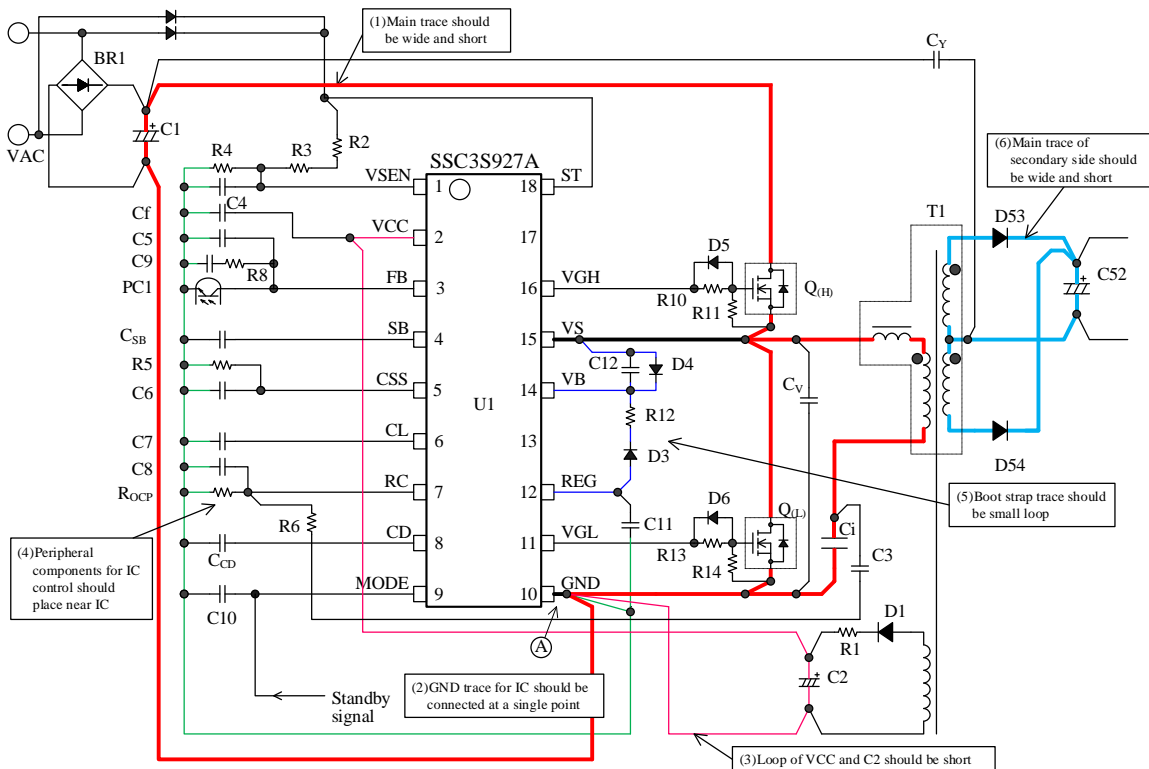 (1)Main trace should
be wide and short
BR1
C1
VAC
CY
R2
R4
R3
SSC3S927A
VSEN
1
18
ST
C4
Cf
VCC
2
17
C5
C9
R8
PC1
FB
3
16
VGH
D5
R10
R11
Q(H)
CSB
SB
4
15
VS
R5
C6
CSS
5
14
VB
C12
D4
U1
R12
CV
C7
CL
6
13
D3
C8
ROCP
RC
7
12
REG
R6
C11
CCD
CD
8
11
VGL
D6
R13
R14
Q(L)
Ci
C3
C10
MODE
9
10
GND
A
T1
D53
D54
C52
(6)Main trace of
secondary side should
be wide and short
(5)Boot strap trace should
be small loop
(4)Peripheral
components for IC
control should
place near IC
Standby
signal
(2)GND trace for IC should be
connected at a single point
D1
R1
C2
(3)Loop of VCC and C2 should be short